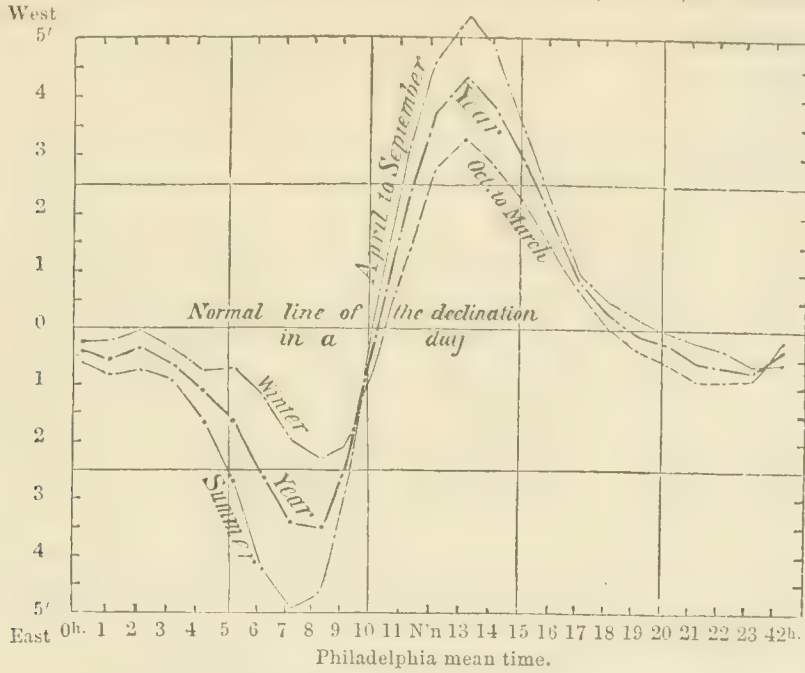 West
5′
4
3
2
1
0
1
2
3
4
5′
East
April to September
Year
Oct. to March
Normal line of the declination
in a day
Winter
Year
Summer
0h. 1 2 3 4 5 6 7 8 9 10 11 N'n 13 14 15 16 17 18 19 20 21 22 23 42h.
Philadelphia mean time.